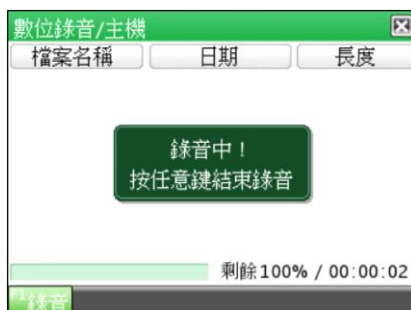 數位錄音/主機
檔案名稱 日期 長度
錄音中！
按任意鍵結束錄音
剩餘100% / 00:00:02
F1錄音